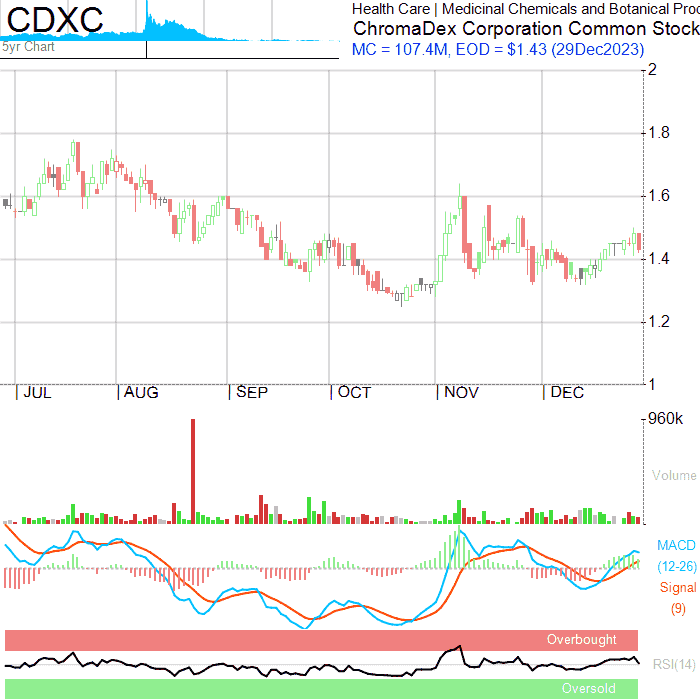 CDXC
5yr Chart
Health Care | Medicinal Chemicals and Botanical Proc
ChromaDex Corporation Common Stock
MC = 107.4M, EOD = $1.43 (29Dec2023)
2
1.8
1.6
1.4
1.2
1
|JUL |AUG |SEP |OCT |NOV |DEC
960k
Volume
MACD
(12-26)
Signal
(9)
Overbought
RSI(14)
Oversold